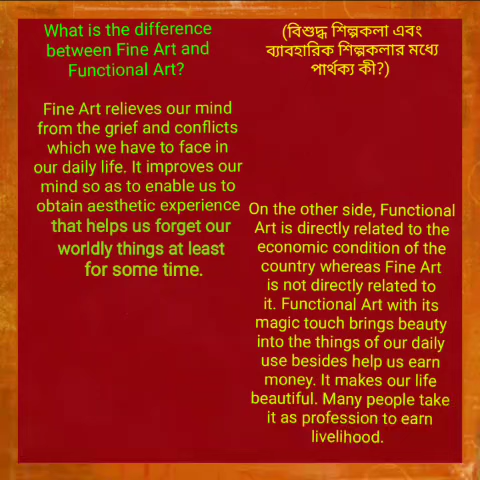 What is the difference
between Fine Art and
Functional Art?
(বিশুদ্ধ শিল্পকলা এবং
ব্যাবহারিক শিল্পকলার মধ্যে
পার্থক্য কী?)
Fine Art relieves our mind
from the grief and conflicts
which we have to face in
our daily life. It improves our
mind so as to enable us to
obtain aesthetic experience
that helps us forget our
worldly things at least
for some time.
On the other side, Functional
Art is directly related to the
economic condition of the
country whereas Fine Art
is not directly related to
it. Functional Art with its
magic touch brings beauty
into the things of our daily
use besides help us earn
money. It makes our life
beautiful. Many people take
it as profession to earn
livelihood.